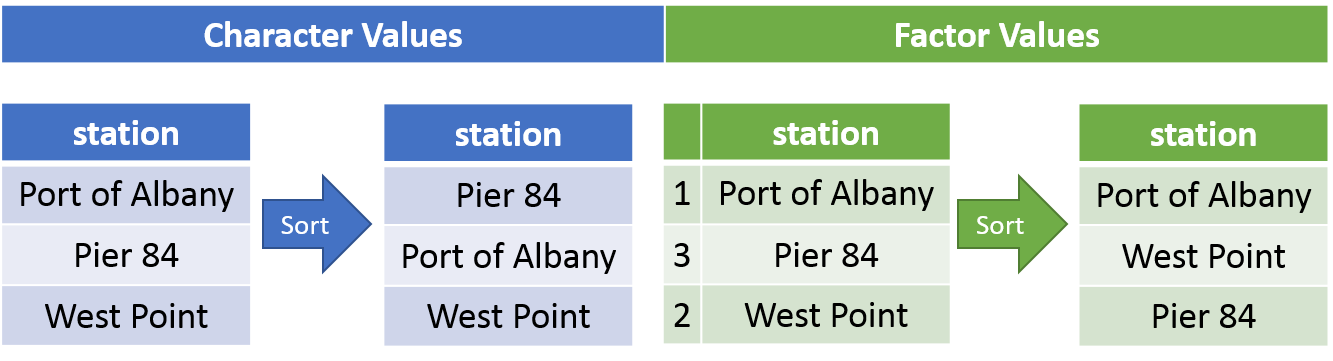 Character Values
Factor Values
station
Port of Albany
Pier 84
West Point
Sort
station
Pier 84
Port of Albany
West Point
station
1 Port of Albany
3 Pier 84
2 West Point
Sort
station
Port of Albany
West Point
Pier 84